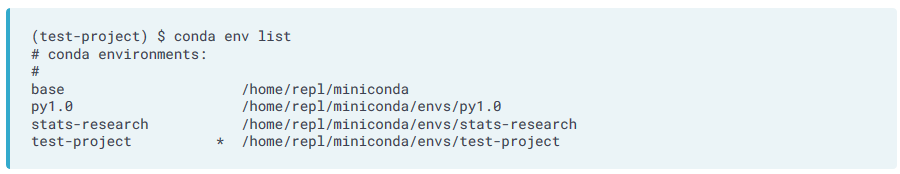 (test-project) $ conda env list
# conda environments:
#
base                     /home/repl/miniconda
py1.0                    /home/repl/miniconda/envs/py1.0
stats-research           /home/repl/miniconda/envs/stats-research
test-project          *  /home/repl/miniconda/envs/test-project